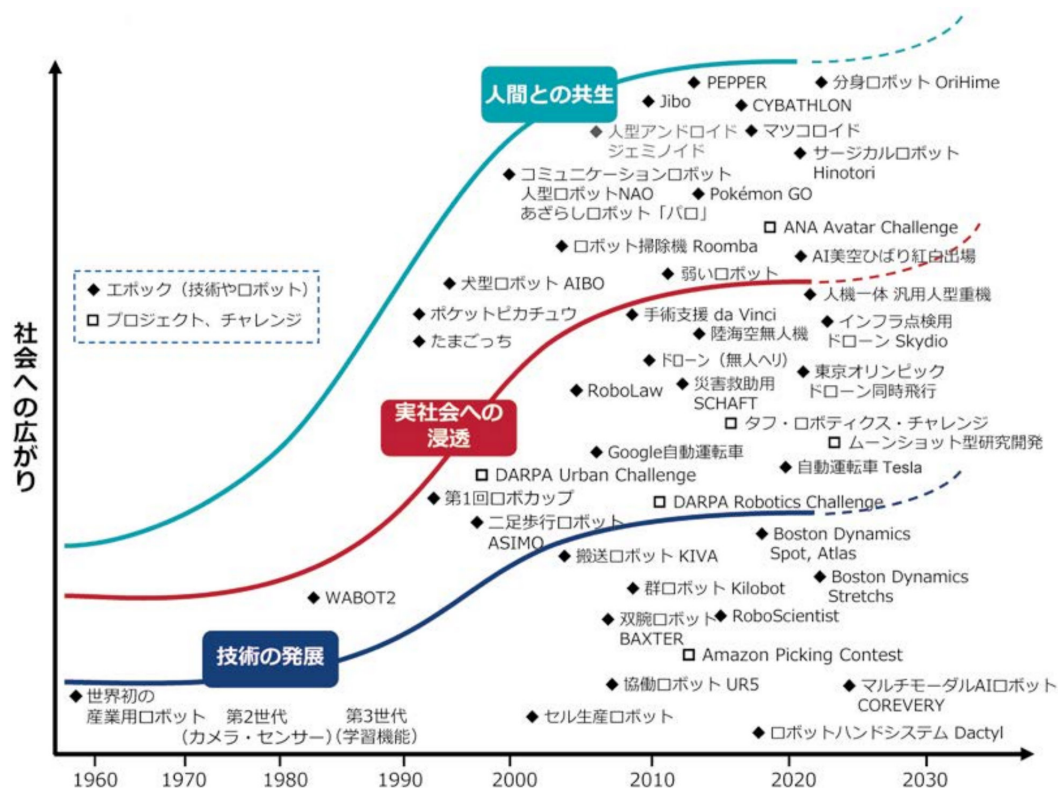 人間との共生
PEPPER
分身ロボット OriHime
Jibo
CYBATHLON
人型アンドロイド
ジェミノイド
マツコロイド
サージカルロボット
Hinotori
コミュニケーションロボット
人型ロボットNAO
あざらしロボット「パロ」
Pokémon GO
ANA Avatar Challenge
ロボット掃除機 Roomba
AI美空ひばり紅白出場
犬型ロボット AIBO
弱いロボット
エポック（技術やロボット）
プロジェクト、チャレンジ
人機一体 汎用人型重機
ポケットピカチュウ
手術支援 da Vinci
インフラ点検用
ドローン Skydio
たまごっち
陸海空無人機
ドローン（無人ヘリ）
東京オリンピック
ドローン同時飛行
RoboLaw
災害救助用
SCHAFT
社会への広がり
実社会への
浸透
タフ・ロボティクス・チャレンジ
ムーンショット型研究開発
Google自動運転車
自動運転車 Tesla
DARPA Urban Challenge
第1回ロボカップ
DARPA Robotics Challenge
二足歩行ロボット
ASIMO
Boston Dynamics
Spot, Atlas
搬送ロボット KIVA
Boston Dynamics
Stretchs
群ロボット Kilobot
WABOT2
双腕ロボット
BAXTER
RoboScientist
技術の発展
Amazon Picking Contest
協働ロボット UR5
マルチモーダルAIロボット
COREVERY
世界初の
産業用ロボット
第2世代
（カメラ・センサー）
第3世代
（学習機能）
セル生産ロボット
ロボットハンドシステム Dactyl
1960
1970
1980
1990
2000
2010
2020
2030